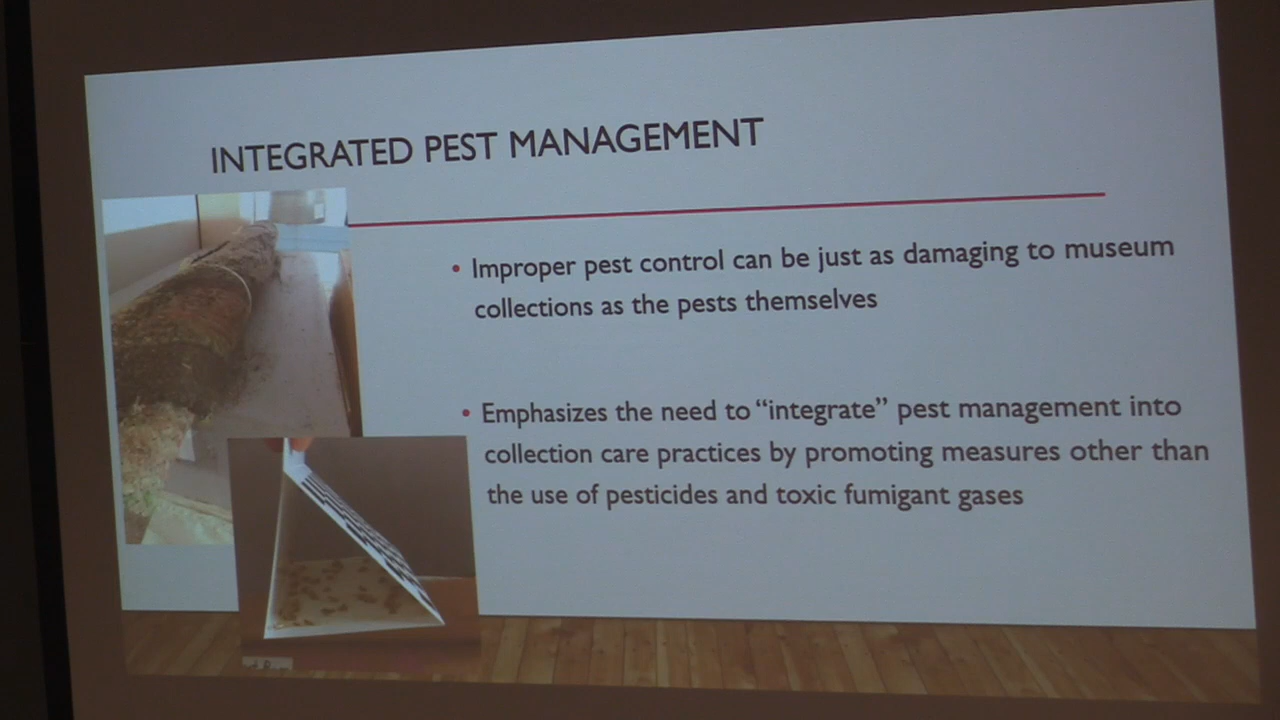 INTEGRATED PEST MANAGEMENT
• Improper pest control can be just as damaging to museum
collections as the pests themselves
• Emphasizes the need to “integrate” pest management into
collection care practices by promoting measures other than
the use of pesticides and toxic fumigant gases